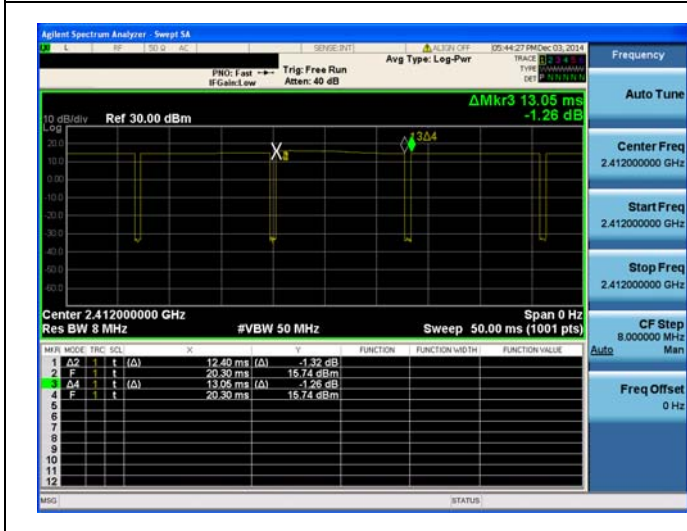 Agilent Spectrum Analyzer - Swept SA
L RF 50 Ω AC SENSE:INT ALIGN OFF 05:44:27 PM Dec 03, 2014
Frequency
Avg Type: Log-Pwr TRACE 1 2 3 4 5 6
PNO: Fast Trig: Free Run TYPE WWWWWW
IFGain:Low Atten: 40 dB DET P N N N N N
Auto Tune
ΔMkr3 13.05 ms
10 dB/div Ref 30.00 dBm -1.26 dB
Log
20.0
10.0
0.00
-10.0
-20.0
-30.0
-40.0
-50.0
-60.0
X
13Δ4
Center Freq
2.412000000 GHz
Start Freq
2.412000000 GHz
Stop Freq
2.412000000 GHz
Center 2.412000000 GHz Span 0 Hz
Res BW 8 MHz #VBW 50 MHz Sweep 50.00 ms (1001 pts)
CF Step
8.000000 MHz
Auto Man
MKR MODE TRC SCL X Y FUNCTION FUNCTION WIDTH FUNCTION VALUE
1 Δ2 1 t (Δ) 12.40 ms (Δ) -1.32 dB
2 F 1 t 20.30 ms 15.74 dBm
3 Δ4 1 t (Δ) 13.05 ms (Δ) -1.26 dB
4 F 1 t 20.30 ms 15.74 dBm
5
6
7
8
9
10
11
12
Freq Offset
0 Hz
MSG STATUS